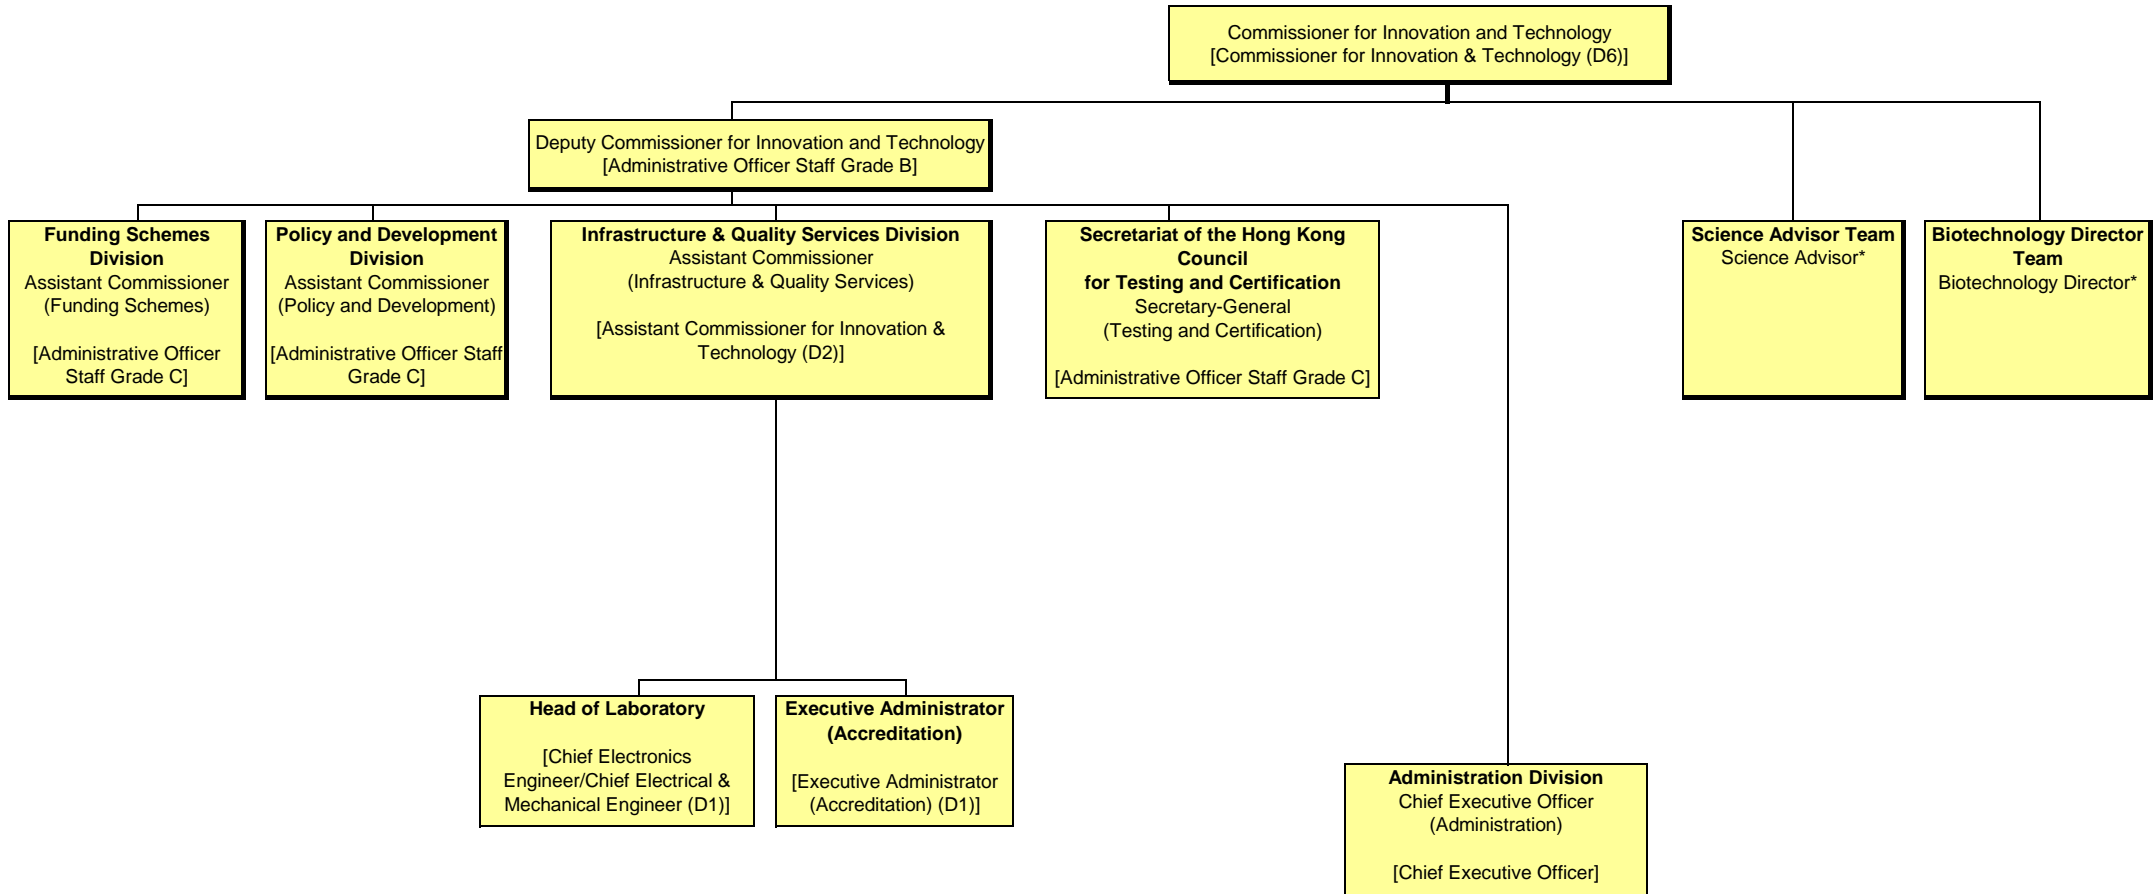 Commissioner for Innovation and Technology
[Commissioner for Innovation & Technology (D6)]
Deputy Commissioner for Innovation and Technology
[Administrative Officer Staff Grade B]
Funding Schemes
Division
Assistant Commissioner
(Funding Schemes)
[Administrative Officer
Staff Grade C]
Policy and Development
Division
Assistant Commissioner
(Policy and Development)
[Administrative Officer Staff
Grade C]
Infrastructure & Quality Services Division
Assistant Commissioner
(Infrastructure & Quality Services)
[Assistant Commissioner for Innovation &
Technology (D2)]
Secretariat of the Hong Kong
Council
for Testing and Certification
Secretary-General
(Testing and Certification)
[Administrative Officer Staff Grade C]
Science Advisor Team
Science Advisor*
Biotechnology Director
Team
Biotechnology Director*
Head of Laboratory
[Chief Electronics
Engineer/Chief Electrical &
Mechanical Engineer (D1)]
Executive Administrator
(Accreditation)
[Executive Administrator
(Accreditation) (D1)]
Administration Division
Chief Executive Officer
(Administration)
[Chief Executive Officer]